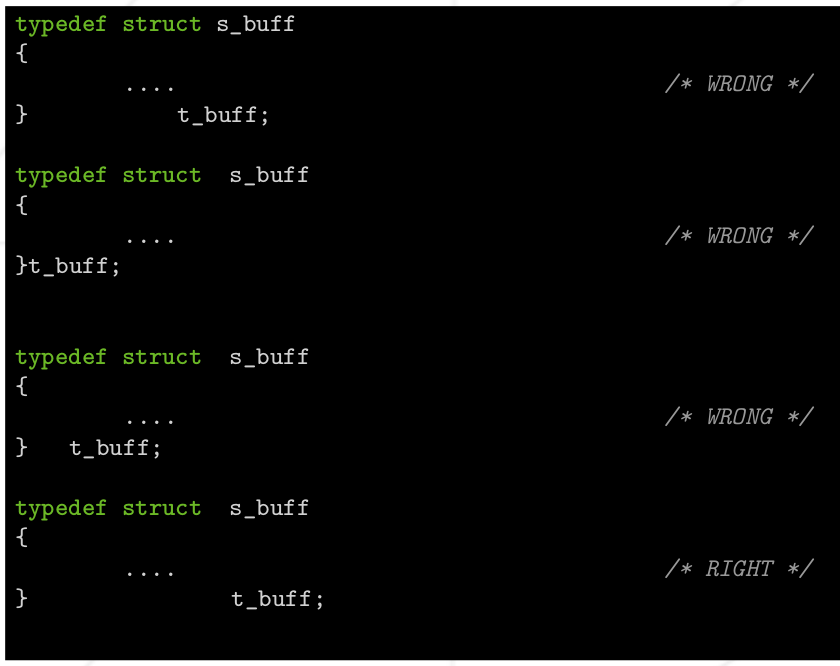 typedef struct s_buff
{
        ....                                    /* WRONG */
}           t_buff;
typedef struct  s_buff
{
        ....                                    /* WRONG */
}t_buff;
typedef struct  s_buff
{
        ....                                    /* WRONG */
}   t_buff;
typedef struct  s_buff
{
        ....                                    /* RIGHT */
}               t_buff;